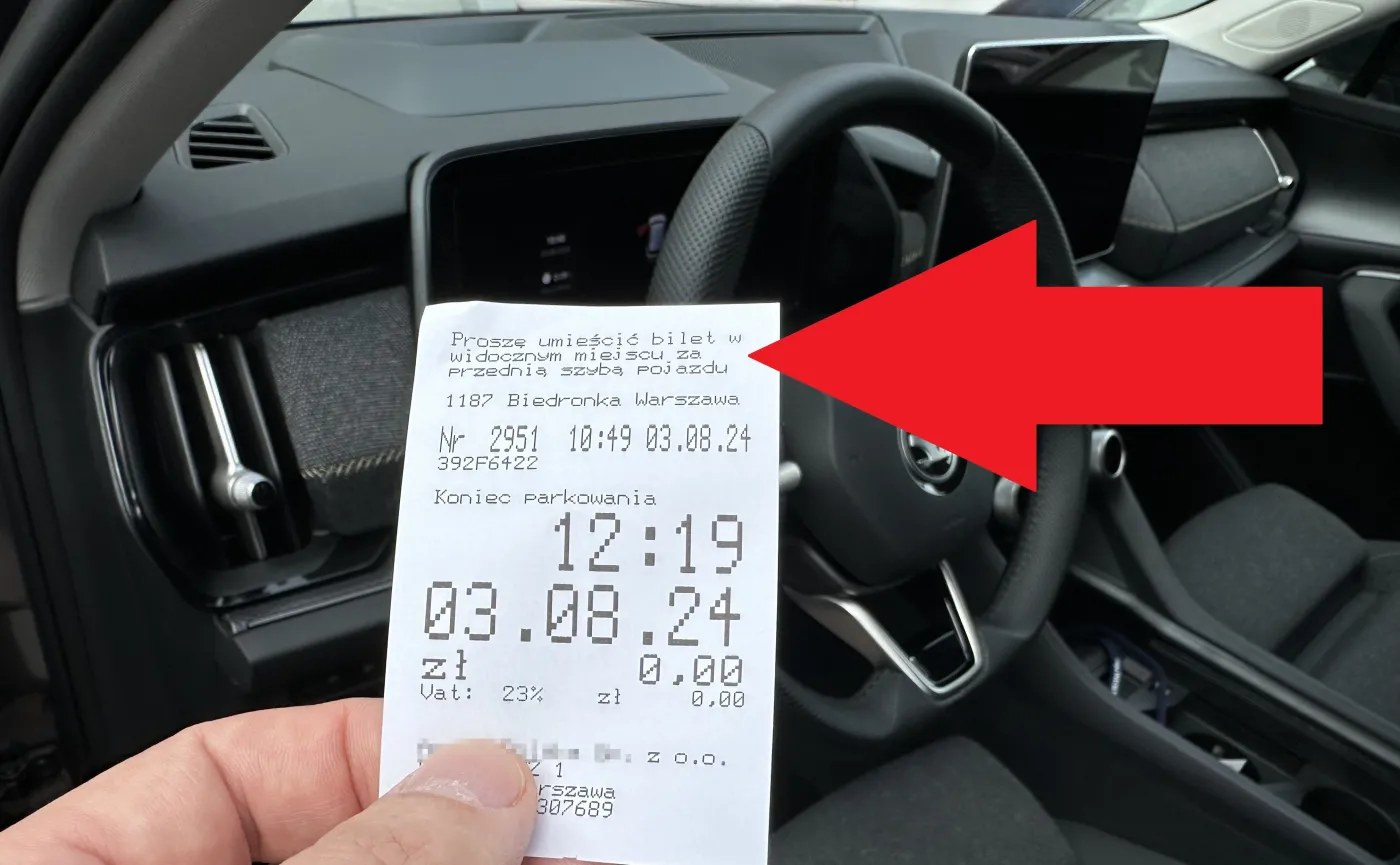 Proszę umieścić bilet w
widocznym miejscu za
przednią szybą pojazdu
1187 Biedronka Warszawa
Nr 2951 10:49 03.08.24
392F6422
Koniec parkowania
12:19
03.08.24
zł 0,00
Vat: 23% zł 0,00
z o.o.
1
rszawa
307689